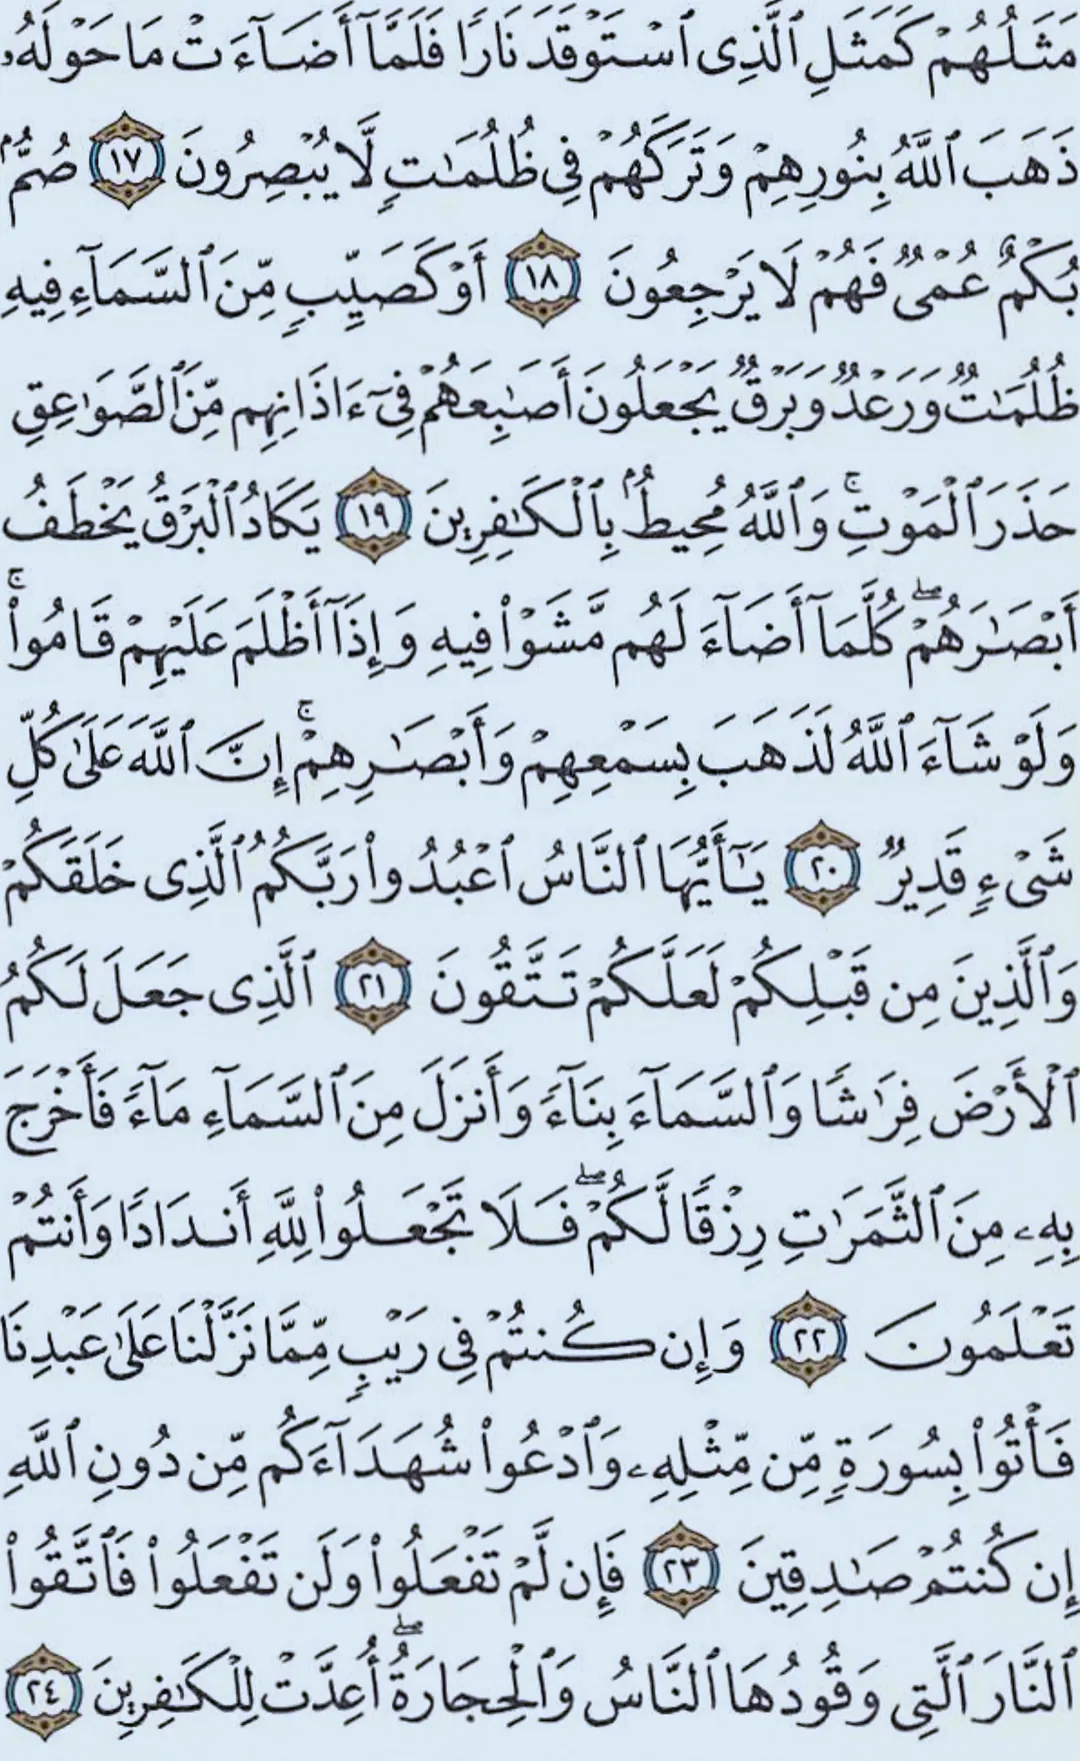 مَثَلُهُمْ كَمَثَلِ ٱلَّذِى ٱسْتَوْقَدَ نَارًا فَلَمَّآ أَضَآءَتْ مَا حَوْلَهُۥ
ذَهَبَ ٱللَّهُ بِنُورِهِمْ وَتَرَكَهُمْ فِى ظُلُمَـٰتٍ لَّا يُبْصِرُونَ ١٧ صُمٌّۢ
بُكْمٌ عُمْىٌ فَهُمْ لَا يَرْجِعُونَ ١٨ أَوْ كَصَيِّبٍ مِّنَ ٱلسَّمَآءِ فِيهِ
ظُلُمَـٰتٌ وَرَعْدٌ وَبَرْقٌ يَجْعَلُونَ أَصَـٰبِعَهُمْ فِىٓ ءَاذَانِهِم مِّنَ ٱلصَّوَٰعِقِ
حَذَرَ ٱلْمَوْتِ ۚ وَٱللَّهُ مُحِيطٌۢ بِٱلْكَـٰفِرِينَ ١٩ يَكَادُ ٱلْبَرْقُ يَخْطَفُ
أَبْصَـٰرَهُمْ ۖ كُلَّمَآ أَضَآءَ لَهُم مَّشَوْا۟ فِيهِ وَإِذَآ أَظْلَمَ عَلَيْهِمْ قَامُوا۟ ۚ
وَلَوْ شَآءَ ٱللَّهُ لَذَهَبَ بِسَمْعِهِمْ وَأَبْصَـٰرِهِمْ ۚ إِنَّ ٱللَّهَ عَلَىٰ كُلِّ
شَىْءٍ قَدِيرٌ ٢٠ يَـٰٓأَيُّهَا ٱلنَّاسُ ٱعْبُدُوا۟ رَبَّكُمُ ٱلَّذِى خَلَقَكُمْ
وَٱلَّذِينَ مِن قَبْلِكُمْ لَعَلَّكُمْ تَتَّقُونَ ٢١ ٱلَّذِى جَعَلَ لَكُمُ
ٱلْأَرْضَ فِرَٰشًا وَٱلسَّمَآءَ بِنَآءً وَأَنزَلَ مِنَ ٱلسَّمَآءِ مَآءً فَأَخْرَجَ
بِهِۦ مِنَ ٱلثَّمَرَٰتِ رِزْقًا لَّكُمْ ۖ فَلَا تَجْعَلُوا۟ لِلَّهِ أَندَادًا وَأَنتُمْ
تَعْلَمُونَ ٢٢ وَإِن كُنتُمْ فِى رَيْبٍ مِّمَّا نَزَّلْنَا عَلَىٰ عَبْدِنَا
فَأْتُوا۟ بِسُورَةٍ مِّن مِّثْلِهِۦ وَٱدْعُوا۟ شُهَدَآءَكُم مِّن دُونِ ٱللَّهِ
إِن كُنتُمْ صَـٰدِقِينَ ٢٣ فَإِن لَّمْ تَفْعَلُوا۟ وَلَن تَفْعَلُوا۟ فَٱتَّقُوا۟
ٱلنَّارَ ٱلَّتِى وَقُودُهَا ٱلنَّاسُ وَٱلْحِجَارَةُ ۖ أُعِدَّتْ لِلْكَـٰفِرِينَ ٢٤